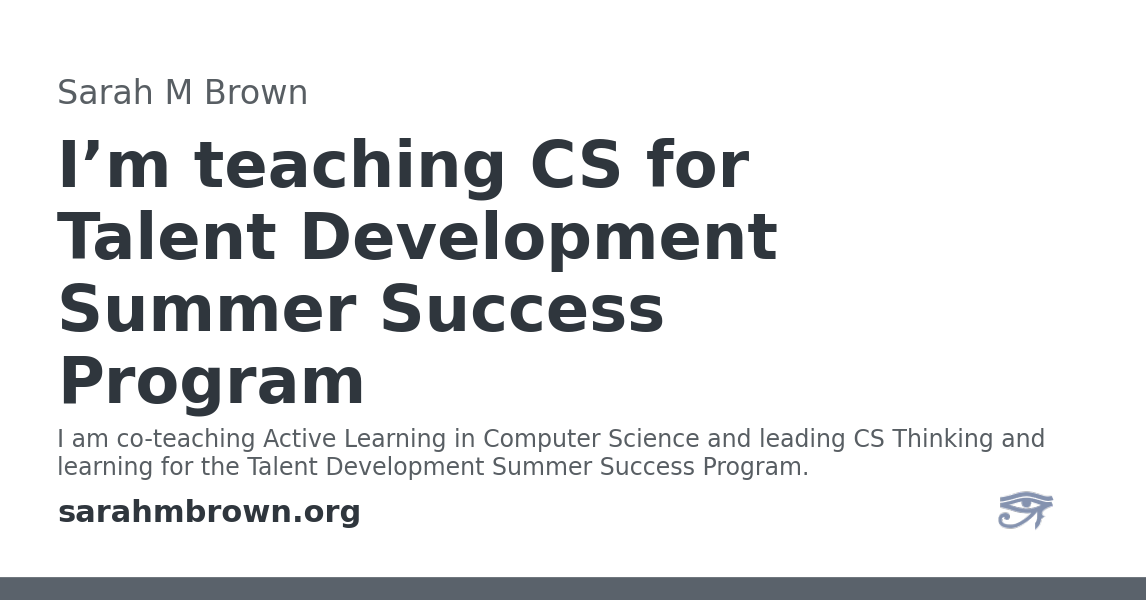 Sarah M Brown
I’m teaching CS for
Talent Development
Summer Success
Program
I am co-teaching Active Learning in Computer Science and leading CS Thinking and
learning for the Talent Development Summer Success Program.
sarahmbrown.org